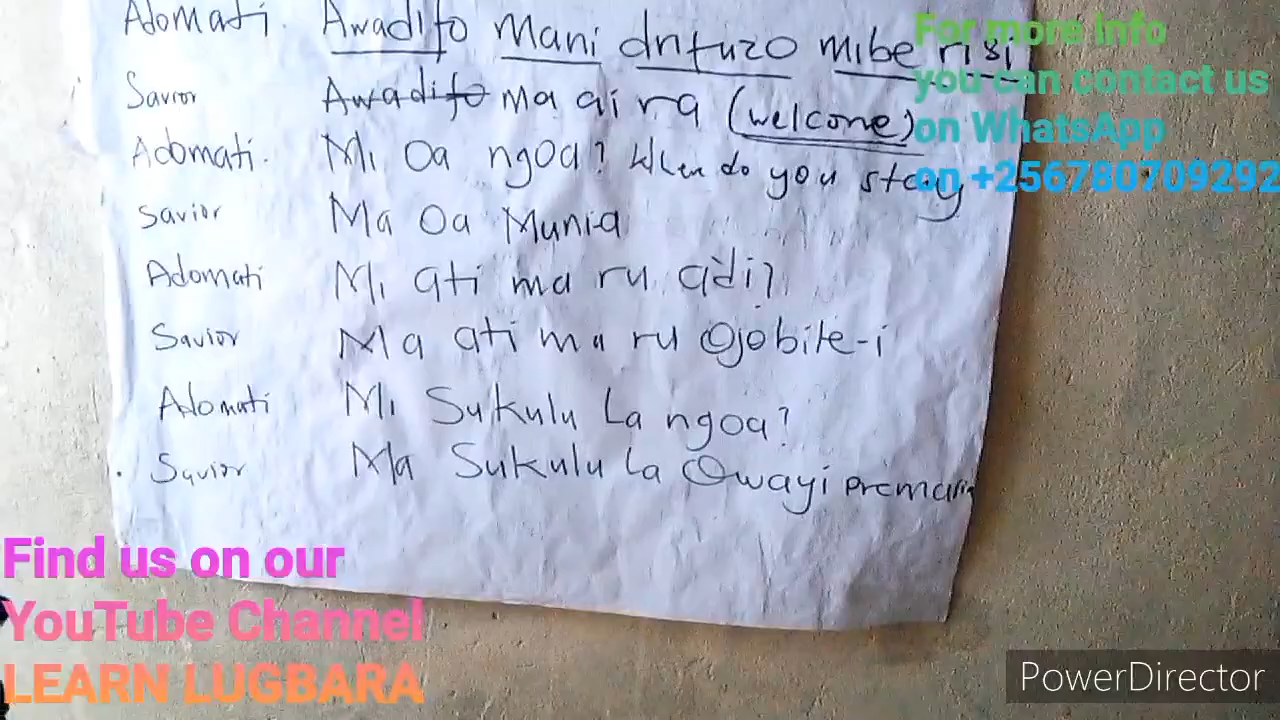 Adomati. Awadifo Mani drituzo mibe risi
Savior Awadifo Ma ai ra (welcome)
Adomati. Mi Oa ngoa? When do you stay
Savior Ma Oa Munia
Adomati Mi ati ma ru adi?
Savior Ma ati ma ru Ojobile-i
Adomati Mi Sukulu La ngoa?
Savior Ma Sukulu La Owayi premaria
For more info
you can contact us
on WhatsApp
on +256780709292
Find us on our
YouTube Channel
LEARN LUGBARA
PowerDirector